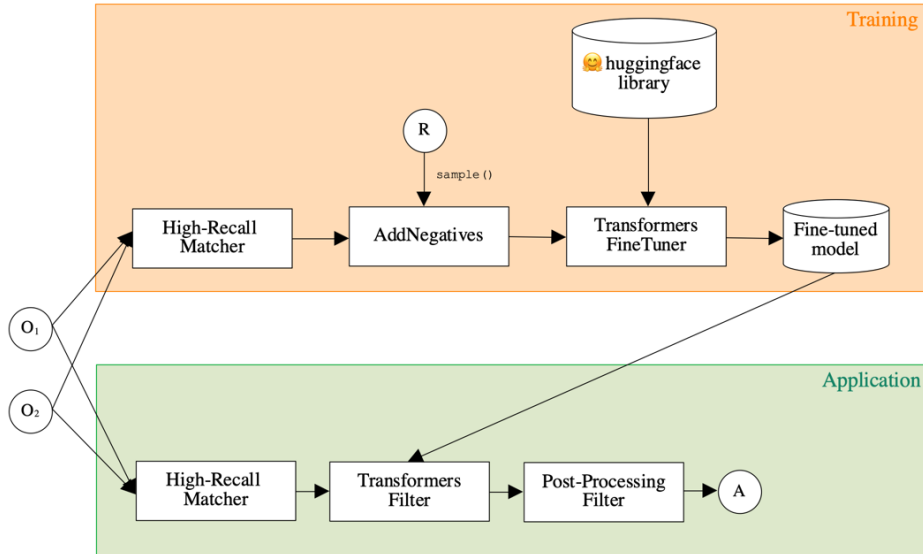 Training
🤗 huggingface
library
R
sample()
High-Recall
Matcher
AddNegatives
Transformers
FineTuner
Fine-tuned
model
O₁
O₂
Application
High-Recall
Matcher
Transformers
Filter
Post-Processing
Filter
A